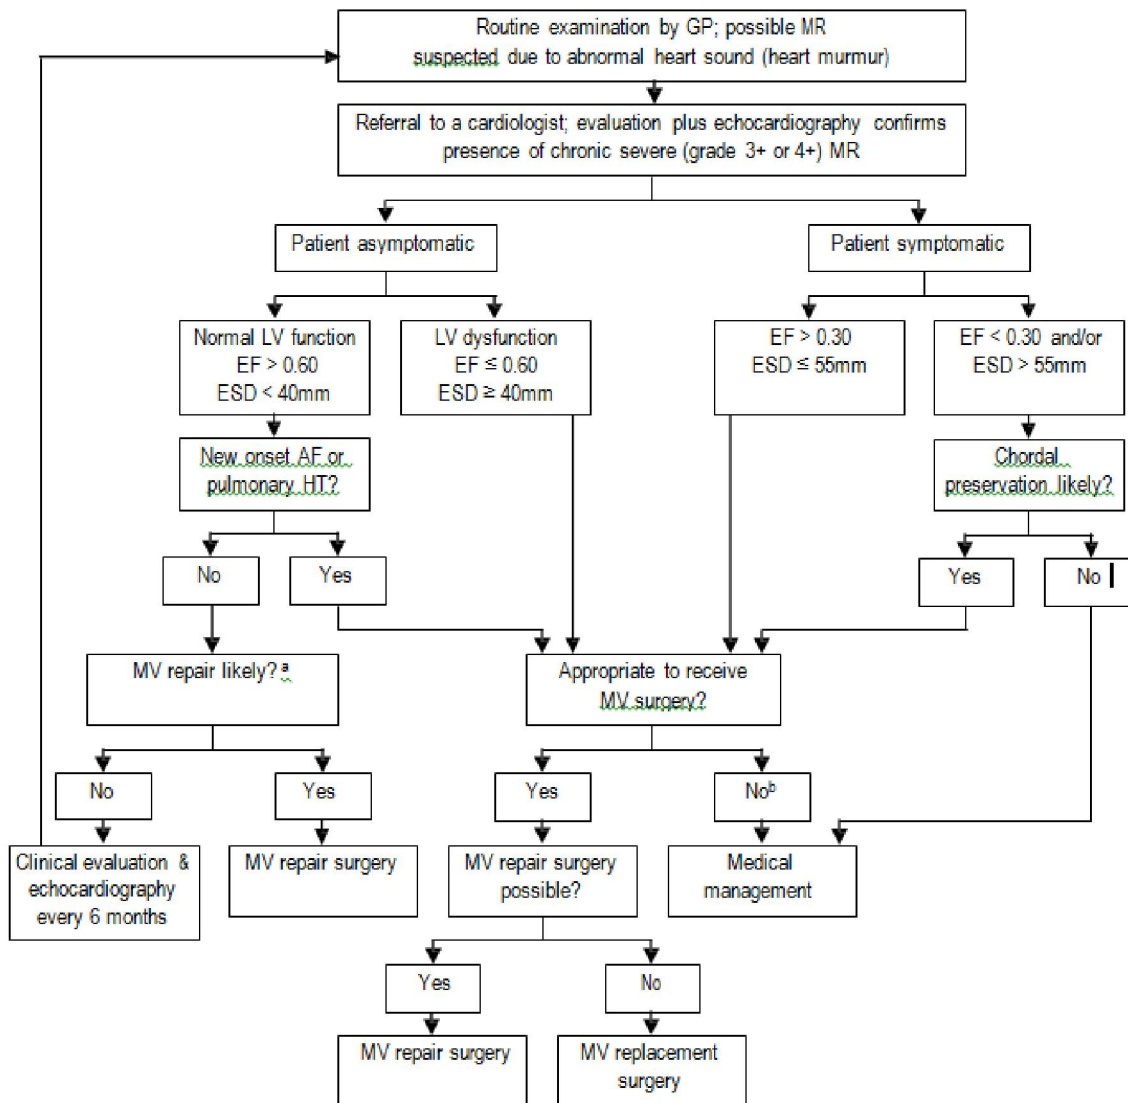 Routine examination by GP; possible MR
suspected due to abnormal heart sound (heart murmur)
Referral to a cardiologist; evaluation plus echocardiography confirms
presence of chronic severe (grade 3+ or 4+) MR
Patient asymptomatic
Patient symptomatic
Normal LV function
EF > 0.60
ESD < 40mm
LV dysfunction
EF ≤ 0.60
ESD ≥ 40mm
EF > 0.30
ESD ≤ 55mm
EF < 0.30 and/or
ESD > 55mm
New onset AF or
pulmonary HT?
Chordal
preservation likely?
No
Yes
Yes
No
MV repair likely? a
Appropriate to receive
MV surgery?
No
Yes
Yes
Nob
Clinical evaluation &
echocardiography
every 6 months
MV repair surgery
MV repair surgery
possible?
Medical
management
Yes
No
MV repair surgery
MV replacement
surgery